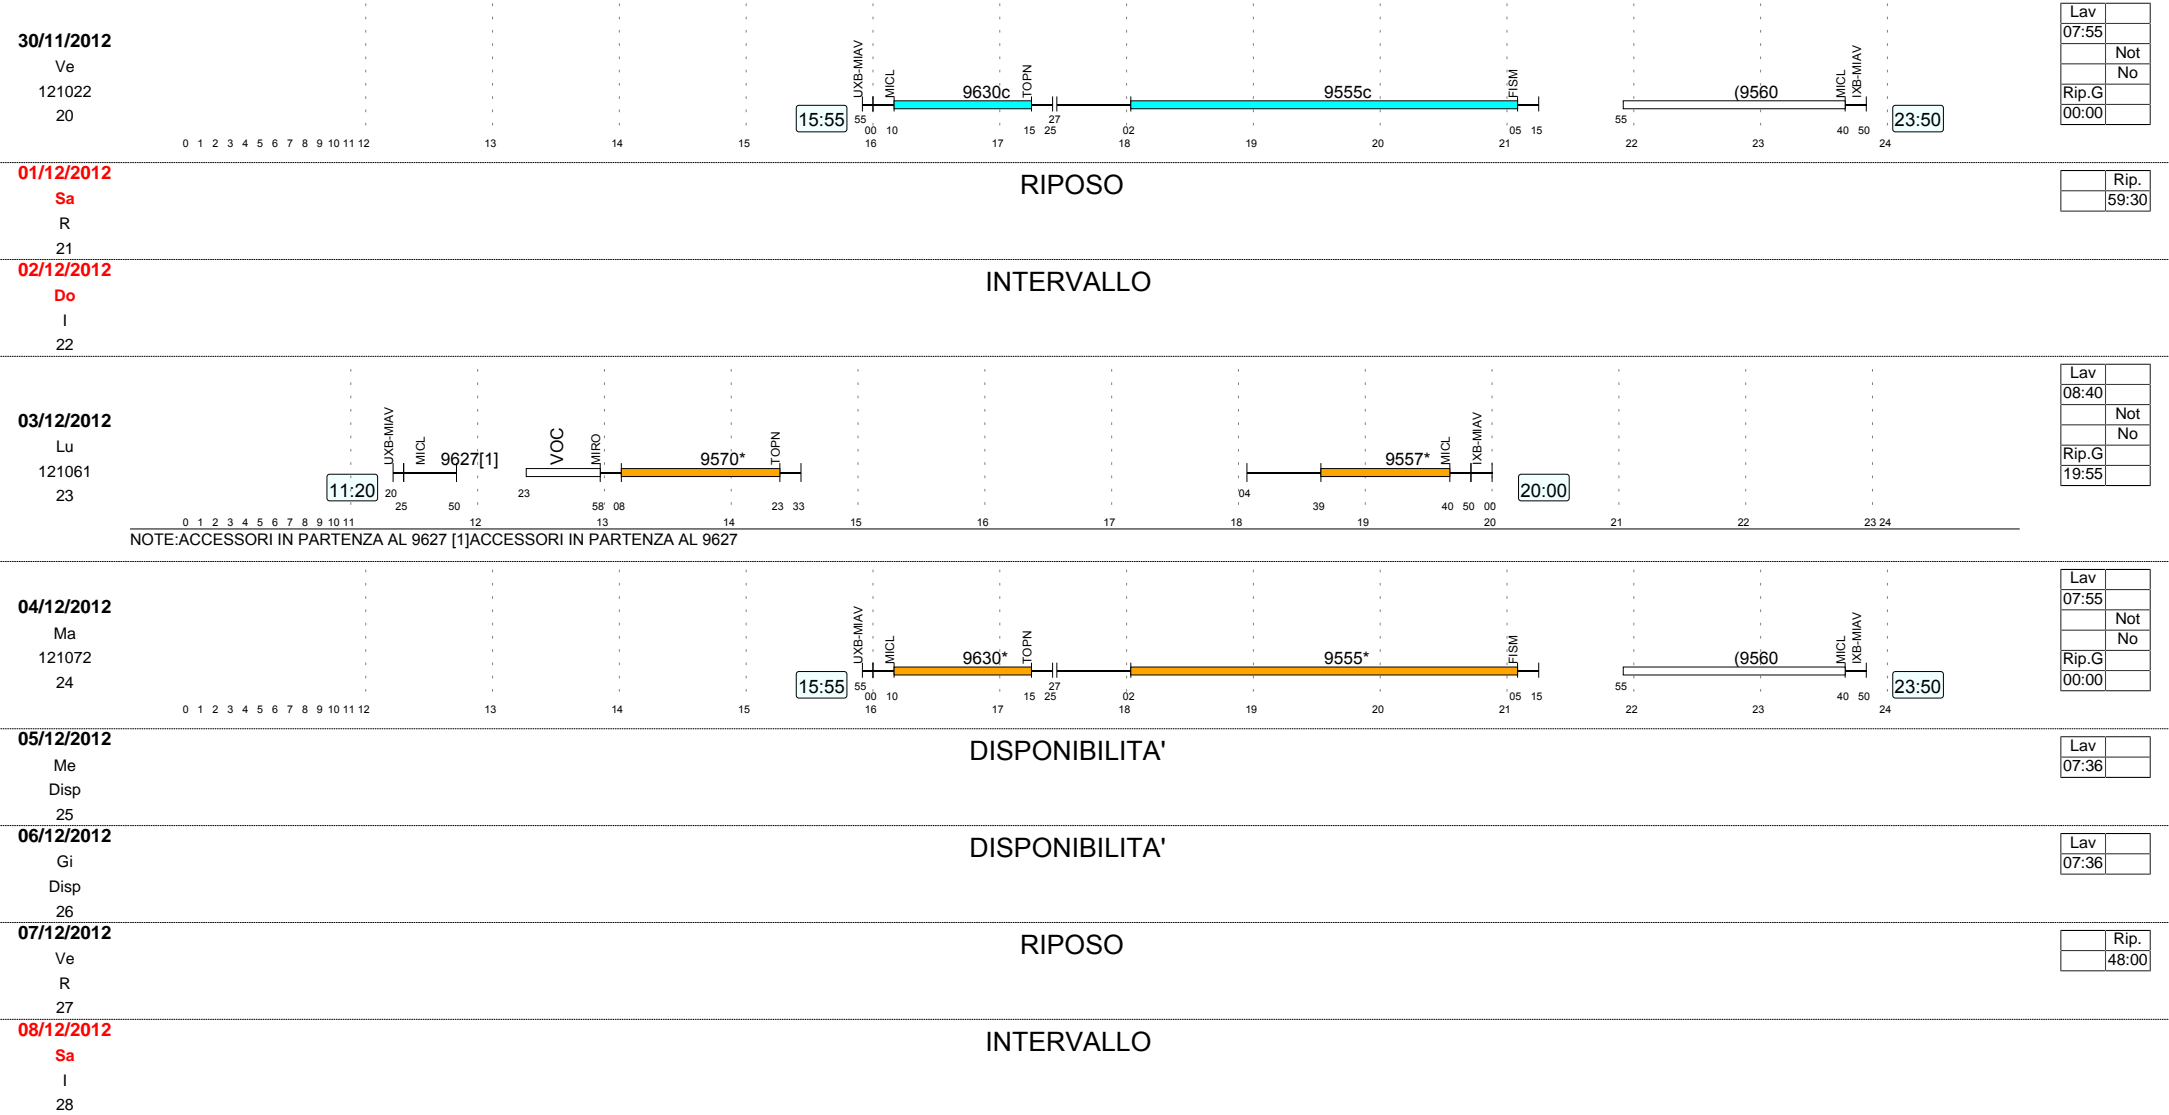 30/11/2012
Ve
121022
20
UXB-MIAV MICL 9630c TOPN 9555c FISM (9560 MICL IXB-MIAV
15:55 55 27 55 23:50
00 10 15 25 02 05 15 40 50
0 1 2 3 4 5 6 7 8 9 10 11 12 13 14 15 16 17 18 19 20 21 22 23 24
Lav
07:55
Not
No
Rip.G
00:00
01/12/2012
Sa
R
21
RIPOSO
Rip.
59:30
02/12/2012
Do
I
22
INTERVALLO
03/12/2012
Lu
121061
23
UXB-MIAV MICL 9627[1] VOC MIRO 9570* TOPN 9557* MICL IXB-MIAV
11:20 20 23 04 20:00
25 50 58 08 23 33 39 40 50 00
0 1 2 3 4 5 6 7 8 9 10 11 12 13 14 15 16 17 18 19 20 21 22 23 24
NOTE:ACCESSORI IN PARTENZA AL 9627 [1]ACCESSORI IN PARTENZA AL 9627
Lav
08:40
Not
No
Rip.G
19:55
04/12/2012
Ma
121072
24
UXB-MIAV MICL 9630* TOPN 9555* FISM (9560 MICL IXB-MIAV
15:55 55 27 55 23:50
00 10 15 25 02 05 15 40 50
0 1 2 3 4 5 6 7 8 9 10 11 12 13 14 15 16 17 18 19 20 21 22 23 24
Lav
07:55
Not
No
Rip.G
00:00
05/12/2012
Me
Disp
25
DISPONIBILITA'
Lav
07:36
06/12/2012
Gi
Disp
26
DISPONIBILITA'
Lav
07:36
07/12/2012
Ve
R
27
RIPOSO
Rip.
48:00
08/12/2012
Sa
I
28
INTERVALLO